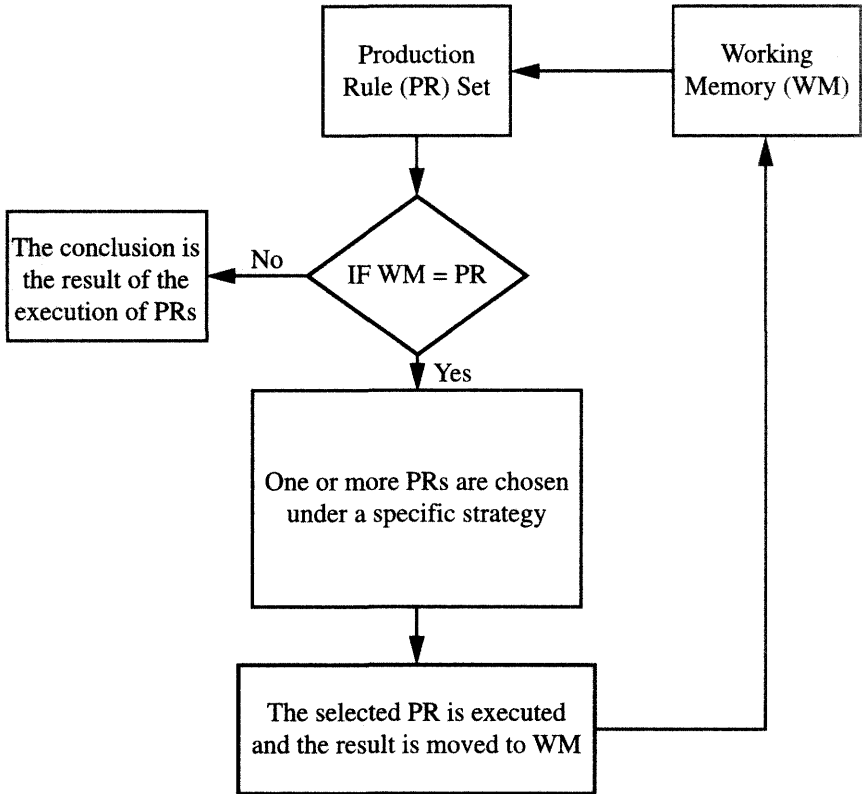 Production
Rule (PR) Set
Working
Memory (WM)
The conclusion is
the result of the
execution of PRs
No
IF WM = PR
Yes
One or more PRs are chosen
under a specific strategy
The selected PR is executed
and the result is moved to WM